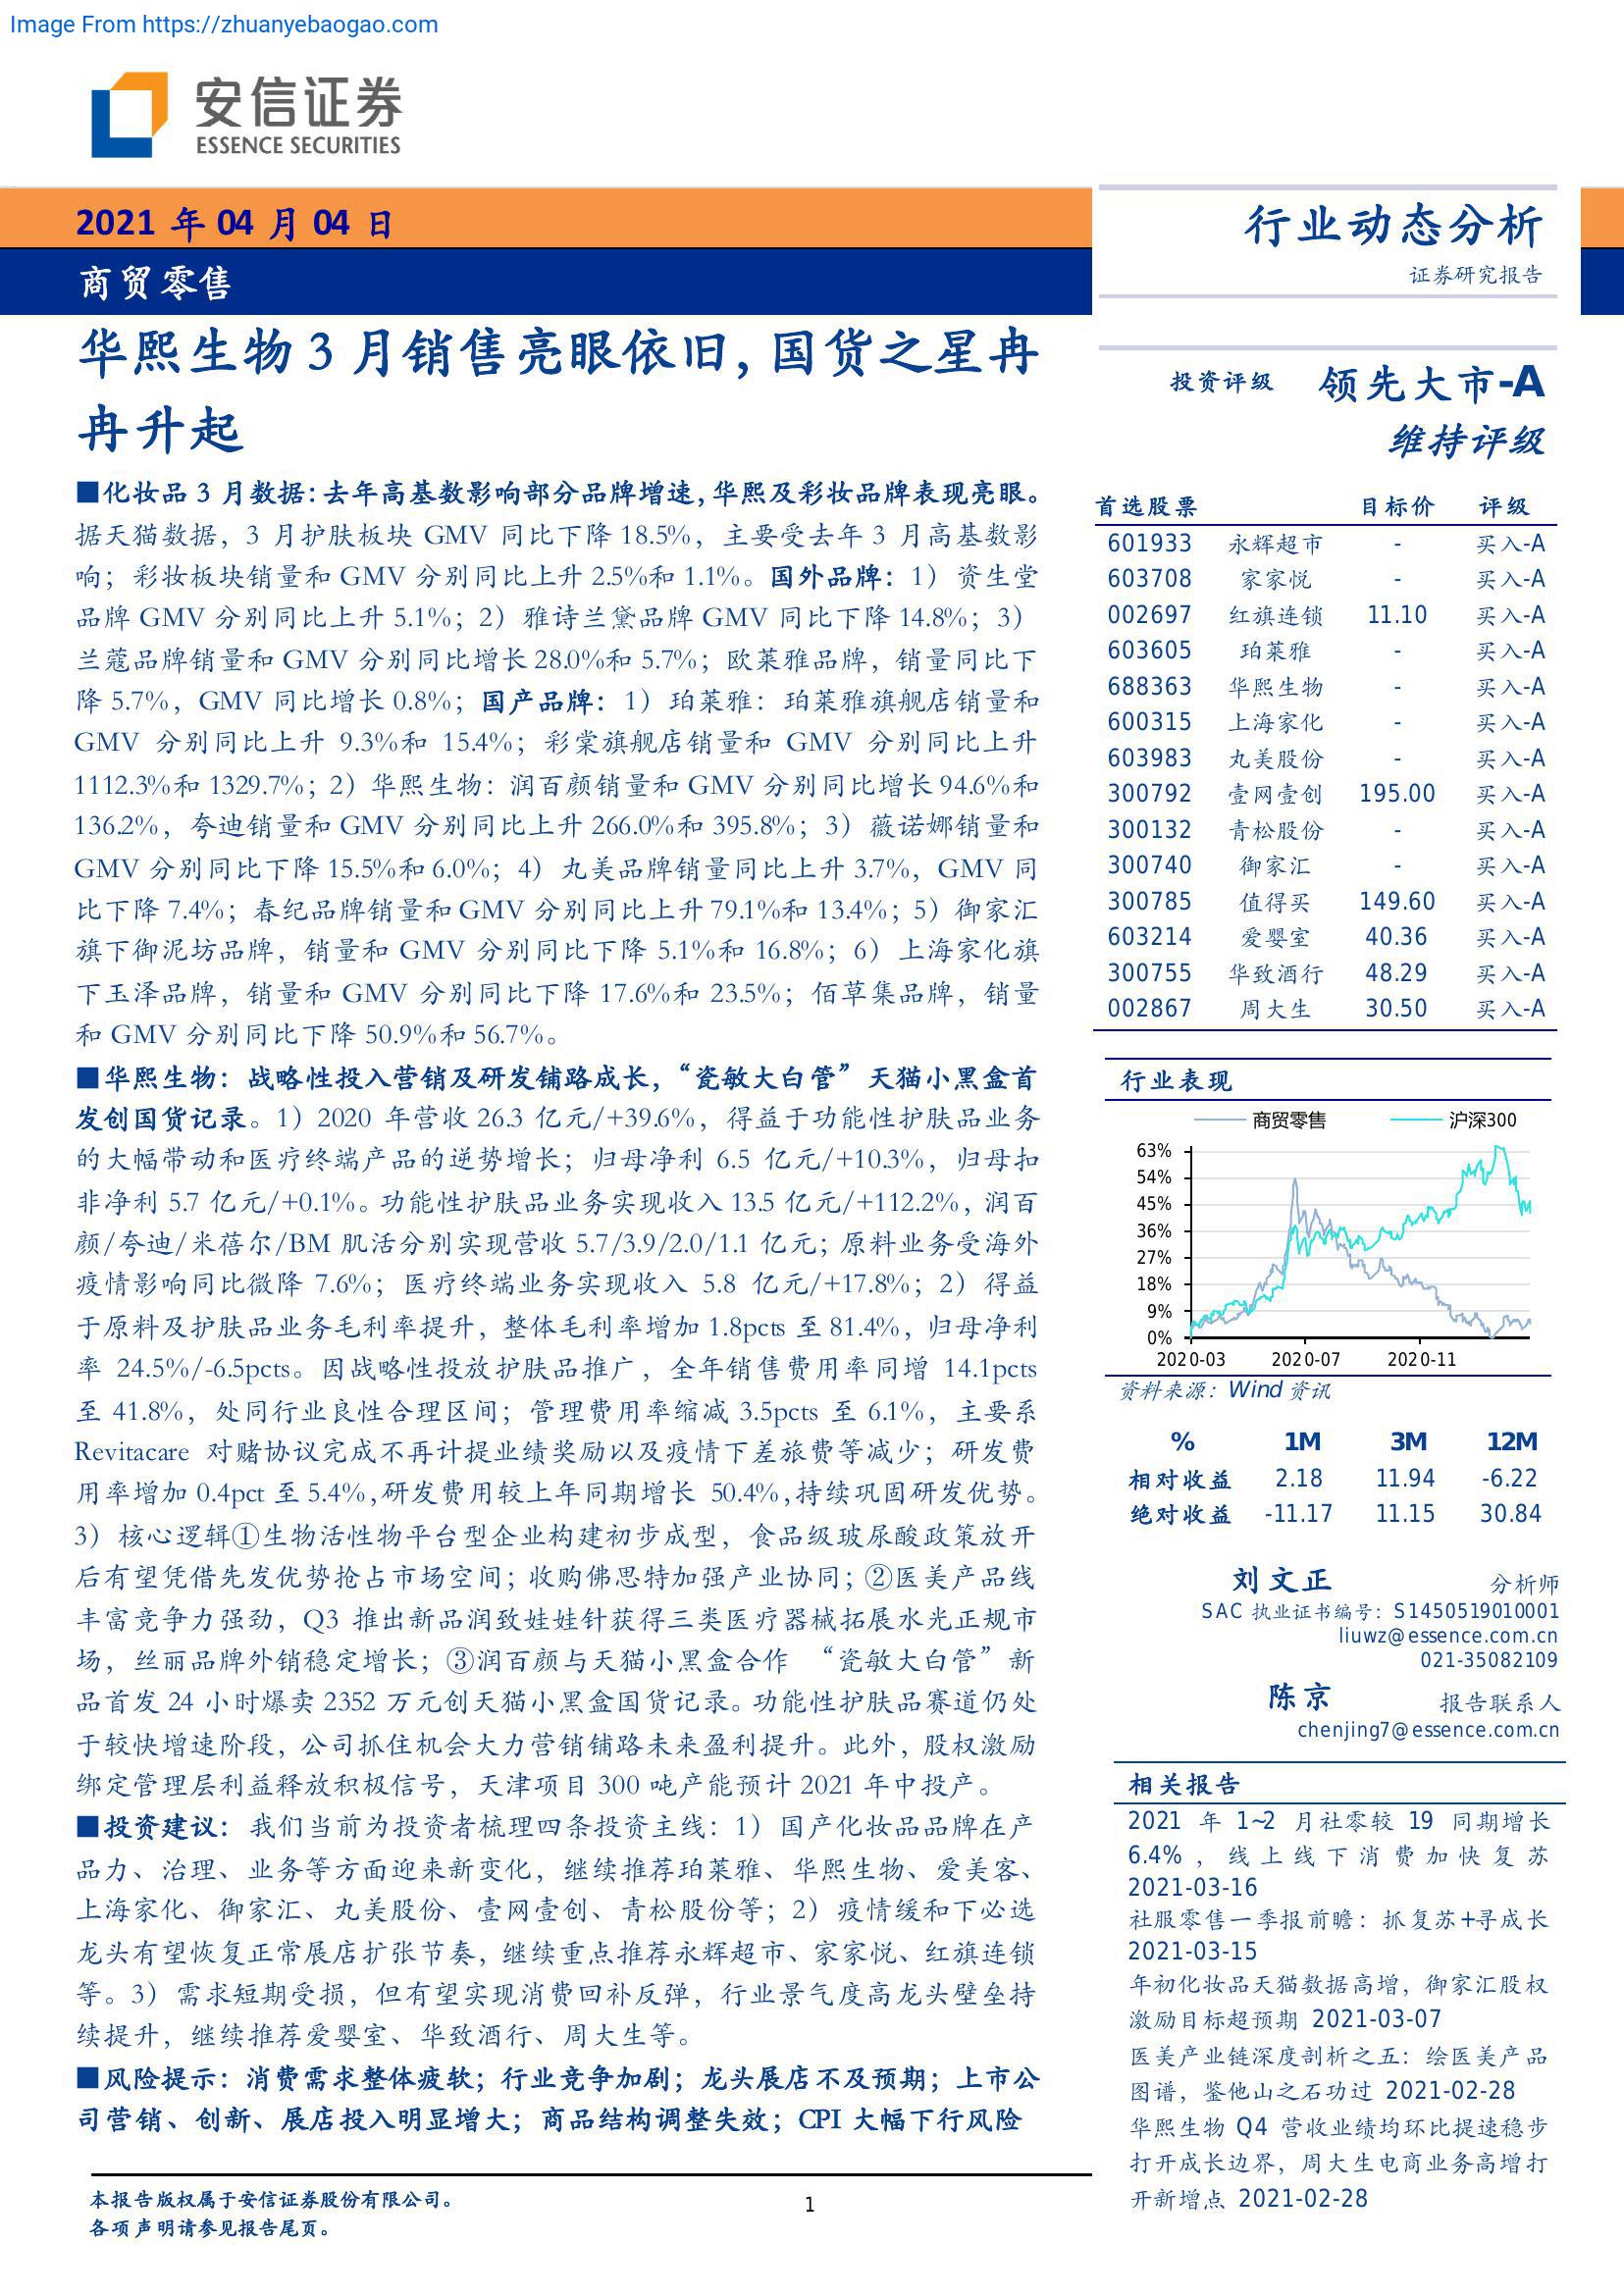 Image From https://zhuanyebaogao.com
安信证券
ESSENCE SECURITIES
2021 年 04 月 04 日
商贸零售
华熙生物 3 月销售亮眼依旧，国货之星冉
冉升起
■化妆品 3 月数据：去年高基数影响部分品牌增速，华熙及彩妆品牌表现亮眼。
据天猫数据，3 月护肤板块 GMV 同比下降 18.5%，主要受去年 3 月高基数影
响；彩妆板块销量和 GMV 分别同比上升 2.5%和 1.1%。国外品牌：1）资生堂
品牌 GMV 分别同比上升 5.1%；2）雅诗兰黛品牌 GMV 同比下降 14.8%；3）
兰蔻品牌销量和 GMV 分别同比增长 28.0%和 5.7%；欧莱雅品牌，销量同比下
降 5.7%，GMV 同比增长 0.8%；国产品牌：1）珀莱雅：珀莱雅旗舰店销量和
GMV 分别同比上升 9.3%和 15.4%；彩棠旗舰店销量和 GMV 分别同比上升
1112.3%和 1329.7%；2）华熙生物：润百颜销量和 GMV 分别同比增长 94.6%和
136.2%，夸迪销量和 GMV 分别同比上升 266.0%和 395.8%；3）薇诺娜销量和
GMV 分别同比下降 15.5%和 6.0%；4）丸美品牌销量同比上升 3.7%，GMV 同
比下降 7.4%；春纪品牌销量和 GMV 分别同比上升 79.1%和 13.4%；5）御家汇
旗下御泥坊品牌，销量和 GMV 分别同比下降 5.1%和 16.8%；6）上海家化旗
下玉泽品牌，销量和 GMV 分别同比下降 17.6%和 23.5%；佰草集品牌，销量
和 GMV 分别同比下降 50.9%和 56.7%。
■华熙生物：战略性投入营销及研发铺路成长，“瓷敏大白管”天猫小黑盒首
发创国货记录。1）2020 年营收 26.3 亿元/+39.6%，得益于功能性护肤品业务
的大幅带动和医疗终端产品的逆势增长；归母净利 6.5 亿元/+10.3%，归母扣
非净利 5.7 亿元/+0.1%。功能性护肤品业务实现收入 13.5 亿元/+112.2%，润百
颜/夸迪/米蓓尔/BM 肌活分别实现营收 5.7/3.9/2.0/1.1 亿元；原料业务受海外
疫情影响同比微降 7.6%；医疗终端业务实现收入 5.8 亿元/+17.8%；2）得益
于原料及护肤品业务毛利率提升，整体毛利率增加 1.8pcts 至 81.4%，归母净利
率 24.5%/-6.5pcts。因战略性投放护肤品推广，全年销售费用率同增 14.1pcts
至 41.8%，处同行业良性合理区间；管理费用率缩减 3.5pcts 至 6.1%，主要系
Revitacare 对赌协议完成不再计提业绩奖励以及疫情下差旅费等减少；研发费
用率增加 0.4pct 至 5.4%,研发费用较上年同期增长 50.4%,持续巩固研发优势。
3）核心逻辑①生物活性物平台型企业构建初步成型，食品级玻尿酸政策放开
后有望凭借先发优势抢占市场空间；收购佛思特加强产业协同；②医美产品线
丰富竞争力强劲，Q3 推出新品润致娃娃针获得三类医疗器械拓展水光正规市
场，丝丽品牌外销稳定增长；③润百颜与天猫小黑盒合作 “瓷敏大白管”新
品首发 24 小时爆卖 2352 万元创天猫小黑盒国货记录。功能性护肤品赛道仍处
于较快增速阶段，公司抓住机会大力营销铺路未来盈利提升。此外，股权激励
绑定管理层利益释放积极信号，天津项目 300 吨产能预计 2021 年中投产。
■投资建议：我们当前为投资者梳理四条投资主线：1）国产化妆品品牌在产
品力、治理、业务等方面迎来新变化，继续推荐珀莱雅、华熙生物、爱美客、
上海家化、御家汇、丸美股份、壹网壹创、青松股份等；2）疫情缓和下必选
龙头有望恢复正常展店扩张节奏，继续重点推荐永辉超市、家家悦、红旗连锁
等。3）需求短期受损，但有望实现消费回补反弹，行业景气度高龙头壁垒持
续提升，继续推荐爱婴室、华致酒行、周大生等。
■风险提示：消费需求整体疲软；行业竞争加剧；龙头展店不及预期；上市公
司营销、创新、展店投入明显增大；商品结构调整失效；CPI 大幅下行风险
行业动态分析
证券研究报告
投资评级 领先大市-A
维持评级
首选股票 目标价 评级
601933 永辉超市 - 买入-A
603708 家家悦 - 买入-A
002697 红旗连锁 11.10 买入-A
603605 珀莱雅 - 买入-A
688363 华熙生物 - 买入-A
600315 上海家化 - 买入-A
603983 丸美股份 - 买入-A
300792 壹网壹创 195.00 买入-A
300132 青松股份 - 买入-A
300740 御家汇 - 买入-A
300785 值得买 149.60 买入-A
603214 爱婴室 40.36 买入-A
300755 华致酒行 48.29 买入-A
002867 周大生 30.50 买入-A
行业表现
商贸零售 沪深300
63%
54%
45%
36%
27%
18%
9%
0%
2020-03 2020-07 2020-11
资料来源：Wind 资讯
% 1M 3M 12M
相对收益 2.18 11.94 -6.22
绝对收益 -11.17 11.15 30.84
刘文正 分析师
SAC 执业证书编号：S1450519010001
liuwz@essence.com.cn
021-35082109
陈京 报告联系人
chenjing7@essence.com.cn
相关报告
2021 年 1~2 月社零较 19 同期增长
6.4%，线上线下消费加快复苏
2021-03-16
社服零售一季报前瞻：抓复苏+寻成长
2021-03-15
年初化妆品天猫数据高增，御家汇股权
激励目标超预期 2021-03-07
医美产业链深度剖析之五：绘医美产品
图谱，鉴他山之石功过 2021-02-28
华熙生物 Q4 营收业绩均环比提速稳步
打开成长边界，周大生电商业务高增打
开新增点 2021-02-28
本报告版权属于安信证券股份有限公司。
各项声明请参见报告尾页。
1